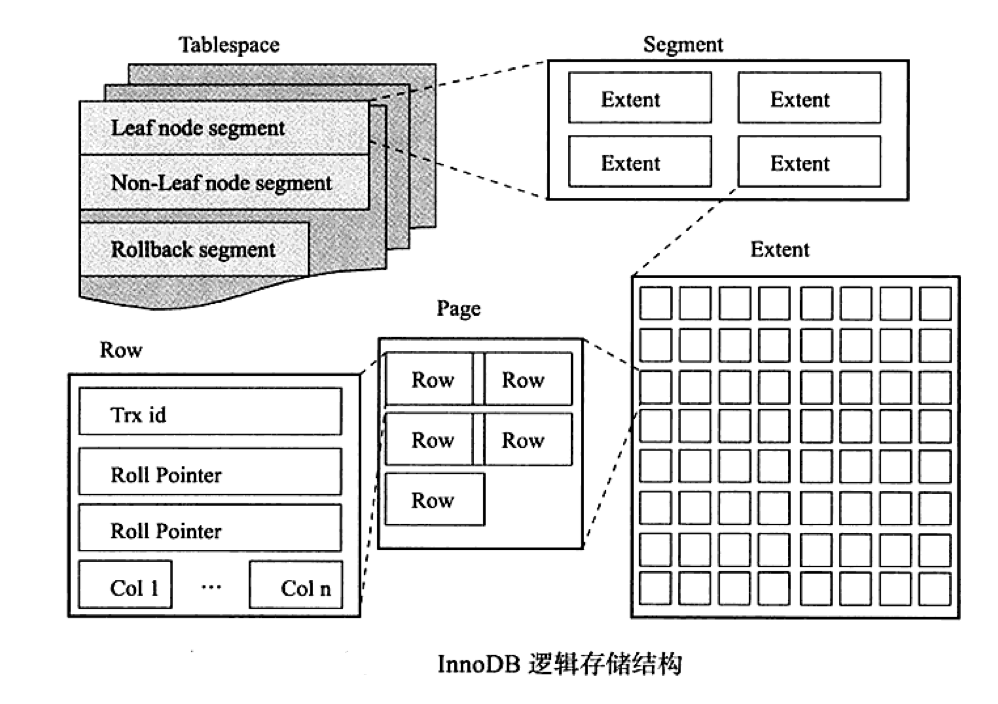 Tablespace
Leaf node segment
Non-Leaf node segment
Rollback segment
Segment
Extent
Extent
Extent
Extent
Extent
Page
Row
Row
Row
Row
Row
Row
Trx id
Roll Pointer
Roll Pointer
Col 1 ... Col n
InnoDB 逻辑存储结构